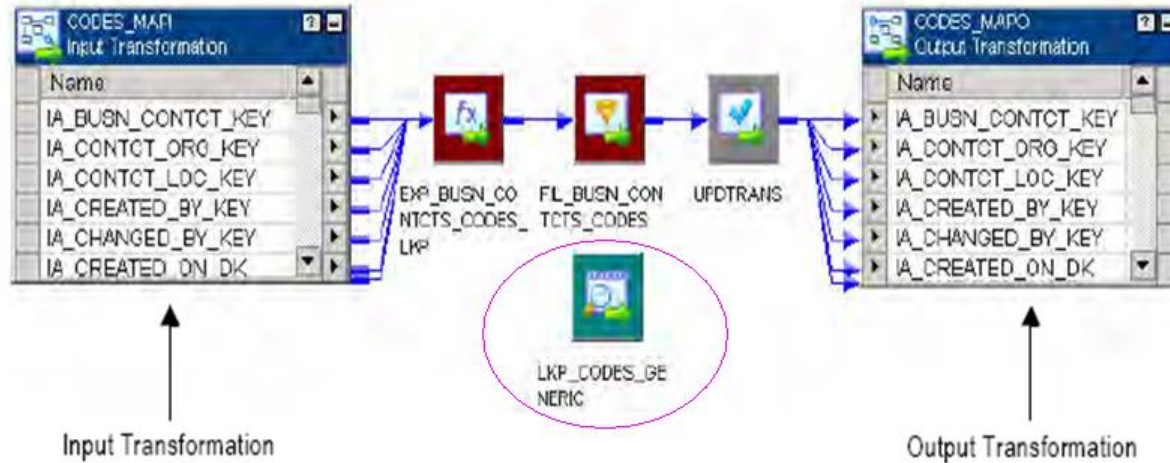 CODES_MAPI
Input Transformation
Name
IA_BUSN_CONTCT_KEY
IA_CONTCT_ORG_KEY
IA_CONTCT_LOC_KEY
IA_CREATED_BY_KEY
IA_CHANGED_BY_KEY
IA_CREATED_ON_DK
EXP_BUSN_CO
NTCTS_CODES_
LKP
FIL_BUSN_CON
TCTS_CODES
UPDTRANS
LKP_CODES_GE
NERIC
CODES_MAPO
Output Transformation
Name
IA_BUSN_CONTCT_KEY
IA_CONTCT_ORG_KEY
IA_CONTCT_LOC_KEY
IA_CREATED_BY_KEY
IA_CHANGED_BY_KEY
IA_CREATED_ON_DK
Input Transformation
Output Transformation